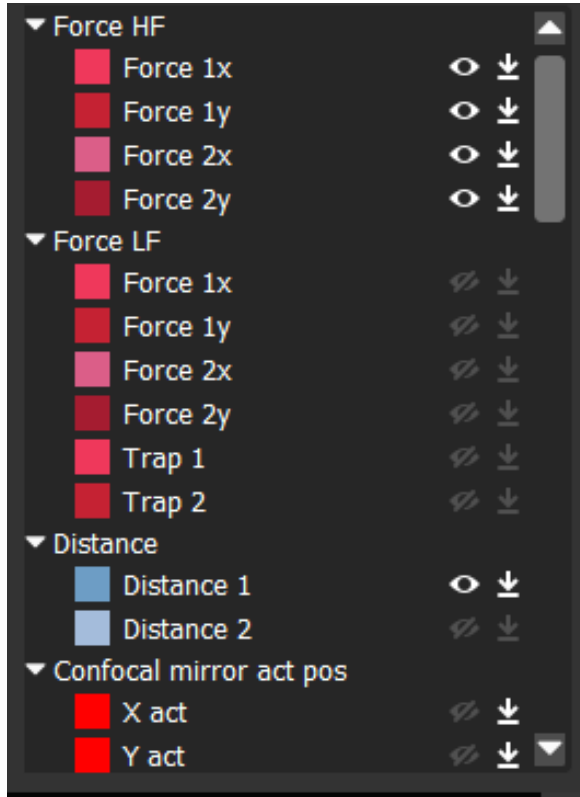 Force HF
Force 1x
Force 1y
Force 2x
Force 2y
Force LF
Force 1x
Force 1y
Force 2x
Force 2y
Trap 1
Trap 2
Distance
Distance 1
Distance 2
Confocal mirror act pos
X act
Y act